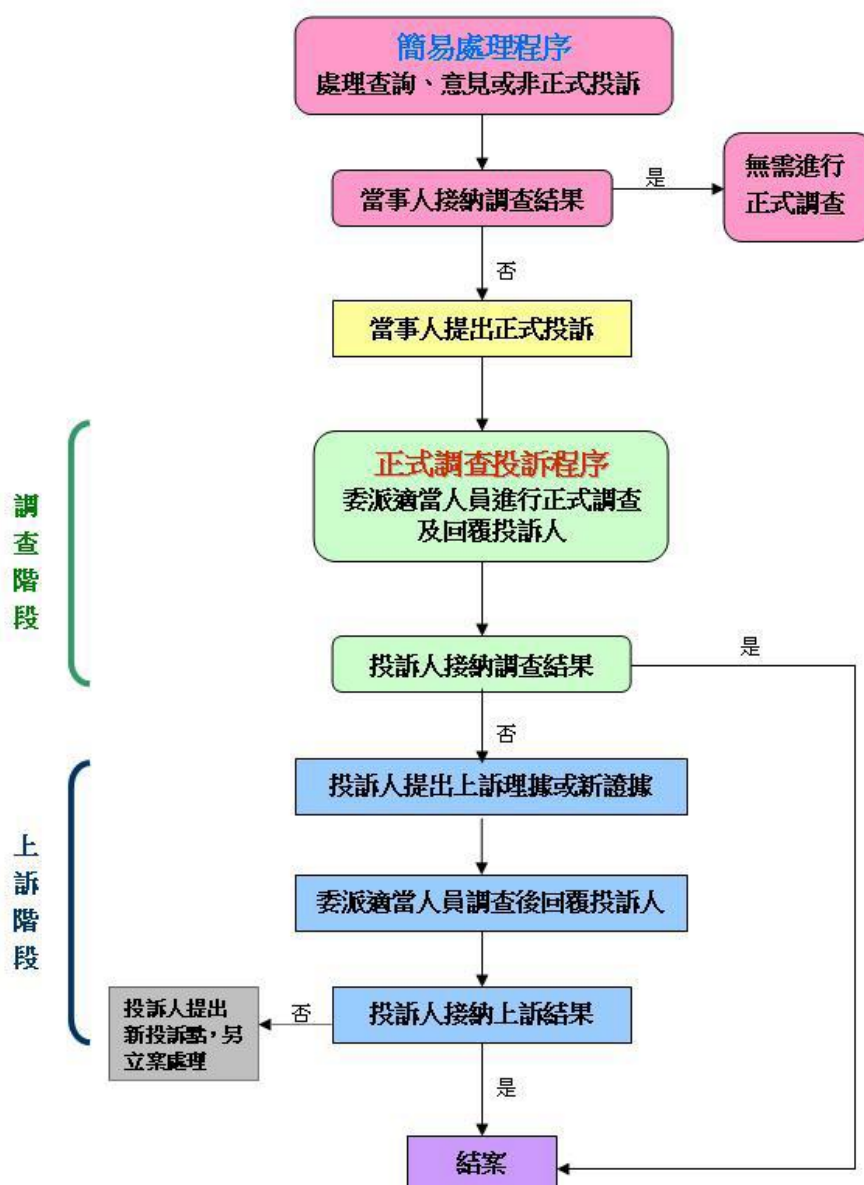 簡易處理程序
處理查詢、意見或非正式投訴
當事人接納調查結果
是
無需進行
正式調查
否
當事人提出正式投訴
調
查
階
段
正式調查投訴程序
委派適當人員進行正式調查
及回覆投訴人
投訴人接納調查結果
是
否
上
訴
階
段
投訴人提出上訴理據或新證據
委派適當人員調查後回覆投訴人
投訴人接納上訴結果
否
投訴人提出
新投訴點，另
立案處理
是
結案